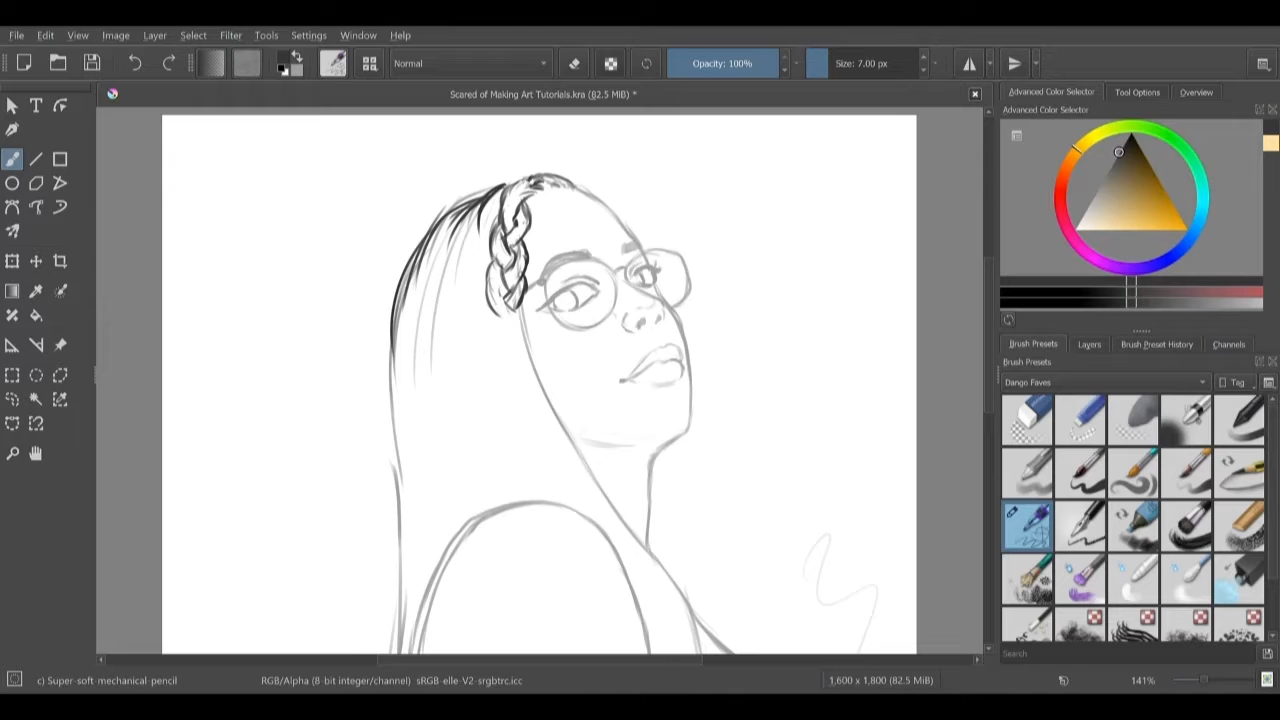 File Edit View Image Layer Select Filter Tools Settings Window Help
Normal Opacity: 100% Size: 7.00 px
Scared of Making Art Tutorials.kra (82.5 MiB) *
Advanced Color Selector Tool Options Overview
Advanced Color Selector
Brush Presets Layers Brush Preset History Channels
Brush Presets
Dango Faves Tag
Search
c) Super-soft-mechanical-pencil RGB/Alpha (8-bit integer/channel) sRGB-elle-V2-srgbtrc.icc 1,600 x 1,800 (82.5 MiB) 141%